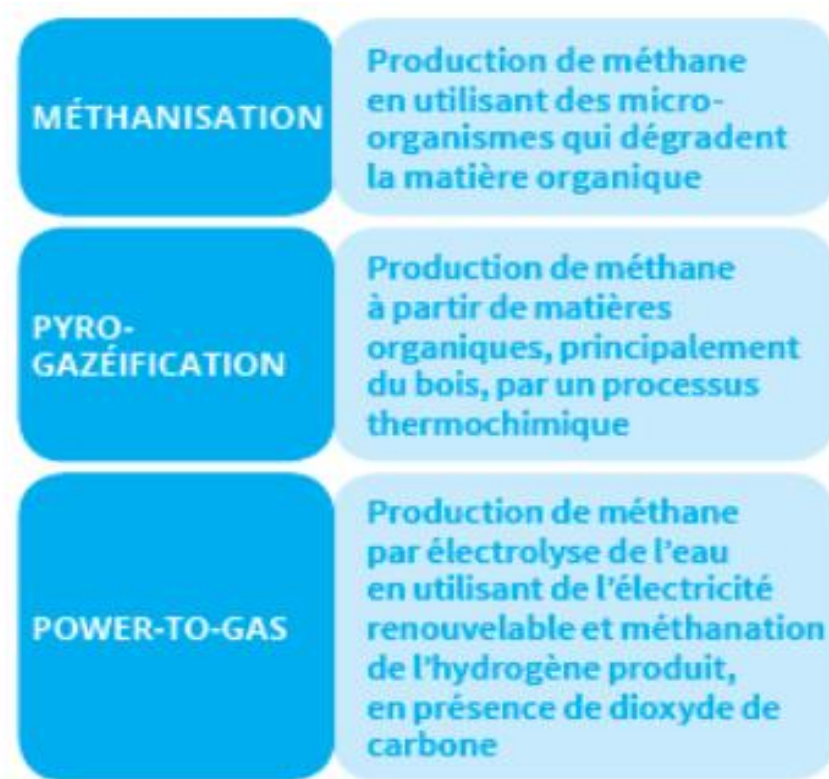 MÉTHANISATION
Production de méthane
en utilisant des micro-
organismes qui dégradent
la matière organique
PYRO-
GAZÉIFICATION
Production de méthane
à partir de matières
organiques, principalement
du bois, par un processus
thermochimique
POWER-TO-GAS
Production de méthane
par électrolyse de l’eau
en utilisant de l’électricité
renouvelable et méthanation
de l’hydrogène produit,
en présence de dioxyde de
carbone